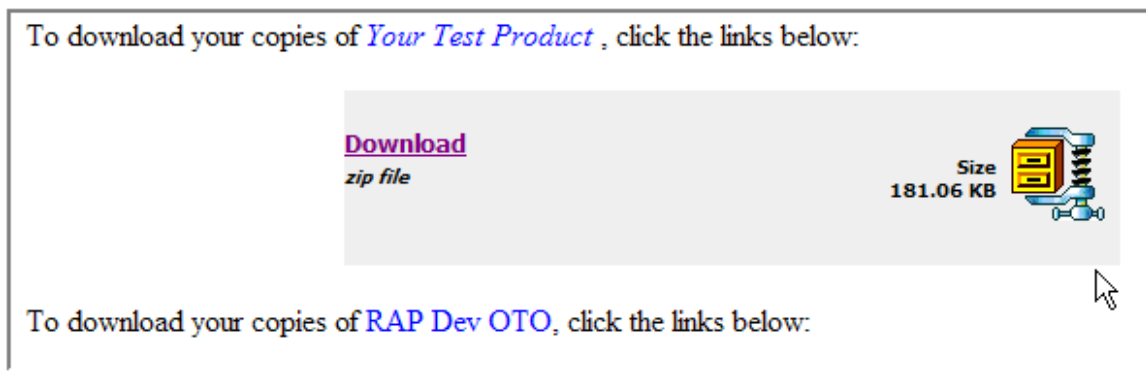 To download your copies of Your Test Product , click the links below:
Download
zip file
Size
181.06 KB
To download your copies of RAP Dev OTO, click the links below: